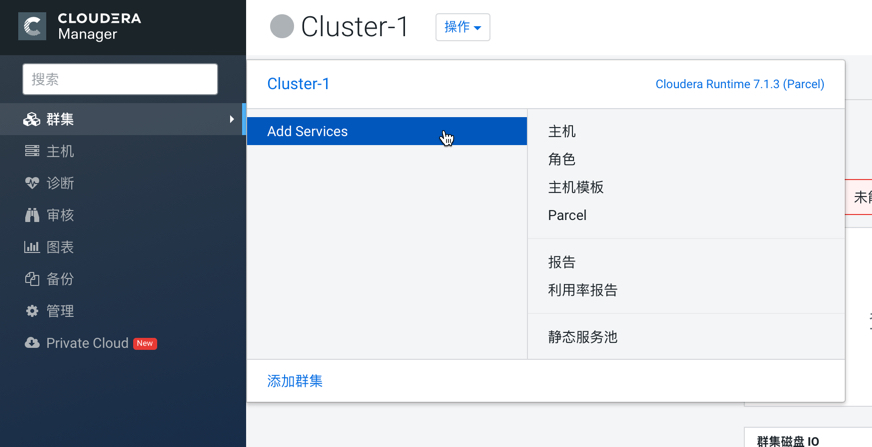 CLOUDERA
Manager
搜索
群集
主机
诊断
审核
图表
备份
管理
Private Cloud New
Cluster-1
操作
Cluster-1
Cloudera Runtime 7.1.3 (Parcel)
Add Services
主机
角色
主机模板
Parcel
报告
利用率报告
静态服务池
添加群集
未
群集磁盘 IO